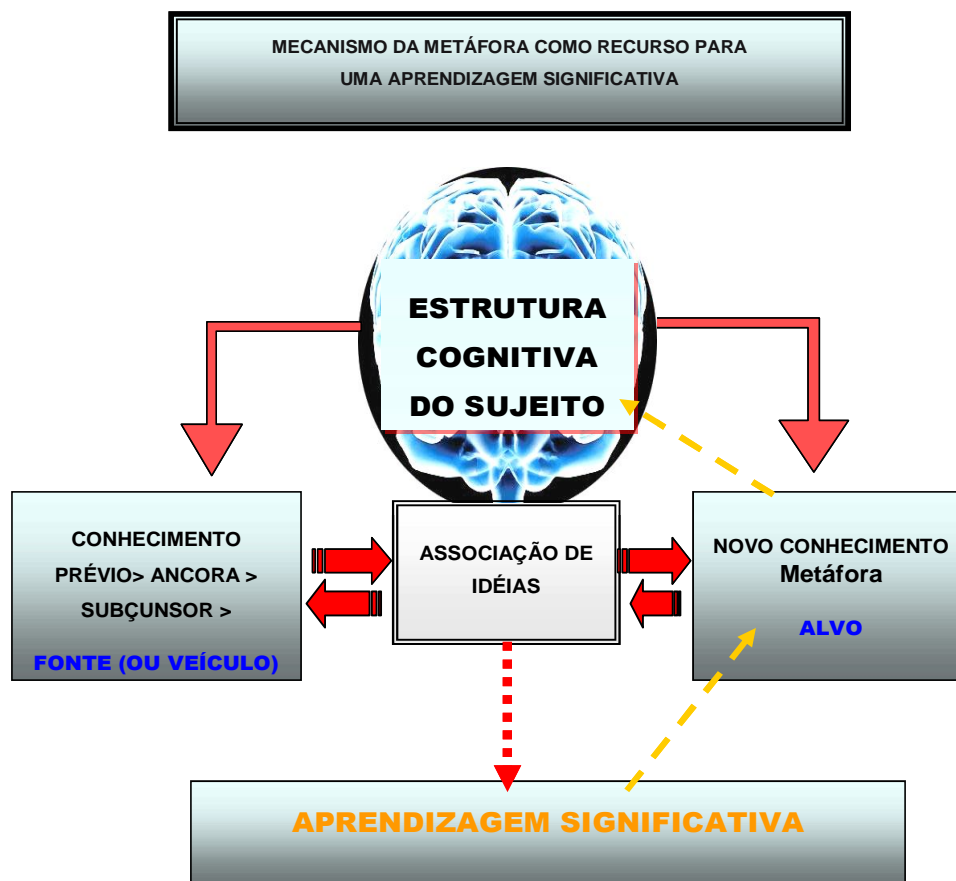 MECANISMO DA METÁFORA COMO RECURSO PARA
UMA APRENDIZAGEM SIGNIFICATIVA
ESTRUTURA
COGNITIVA
DO SUJEITO
CONHECIMENTO
PRÉVIO> ANCORA >
SUBÇUNSOR >
FONTE (OU VEÍCULO)
ASSOCIAÇÃO DE
IDÉIAS
NOVO CONHECIMENTO
Metáfora
ALVO
APRENDIZAGEM SIGNIFICATIVA